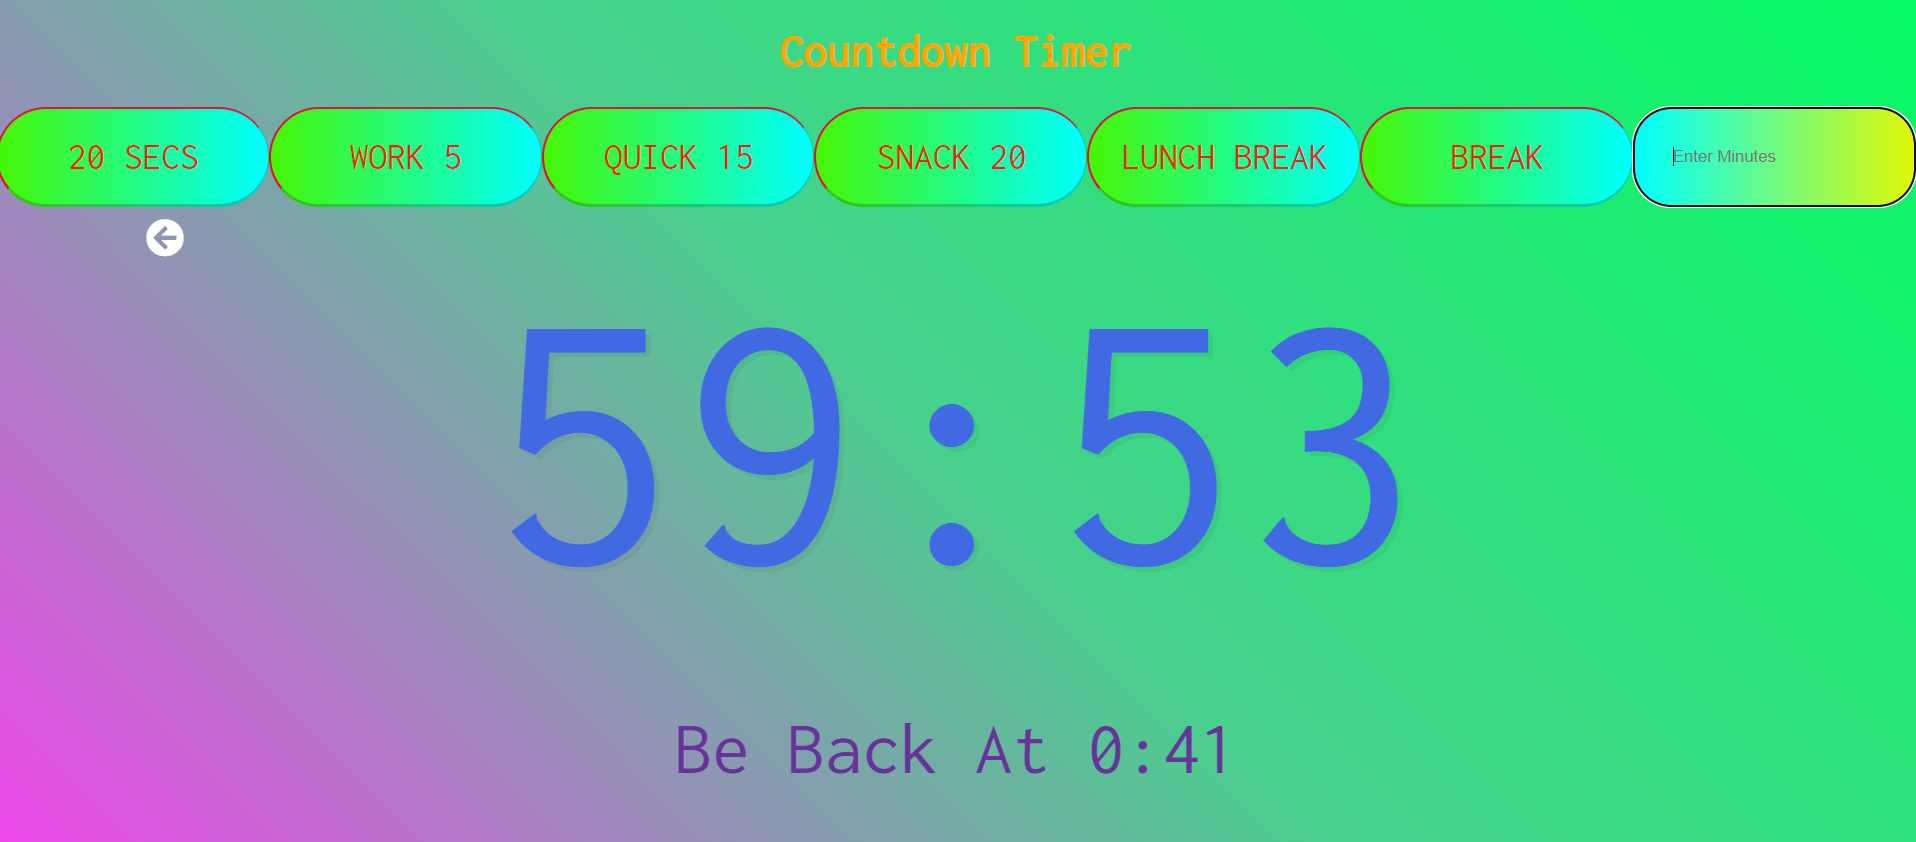 Countdown Timer
20 SECS
WORK 5
QUICK 15
SNACK 20
LUNCH BREAK
BREAK
Enter Minutes
59:53
Be Back At 0:41